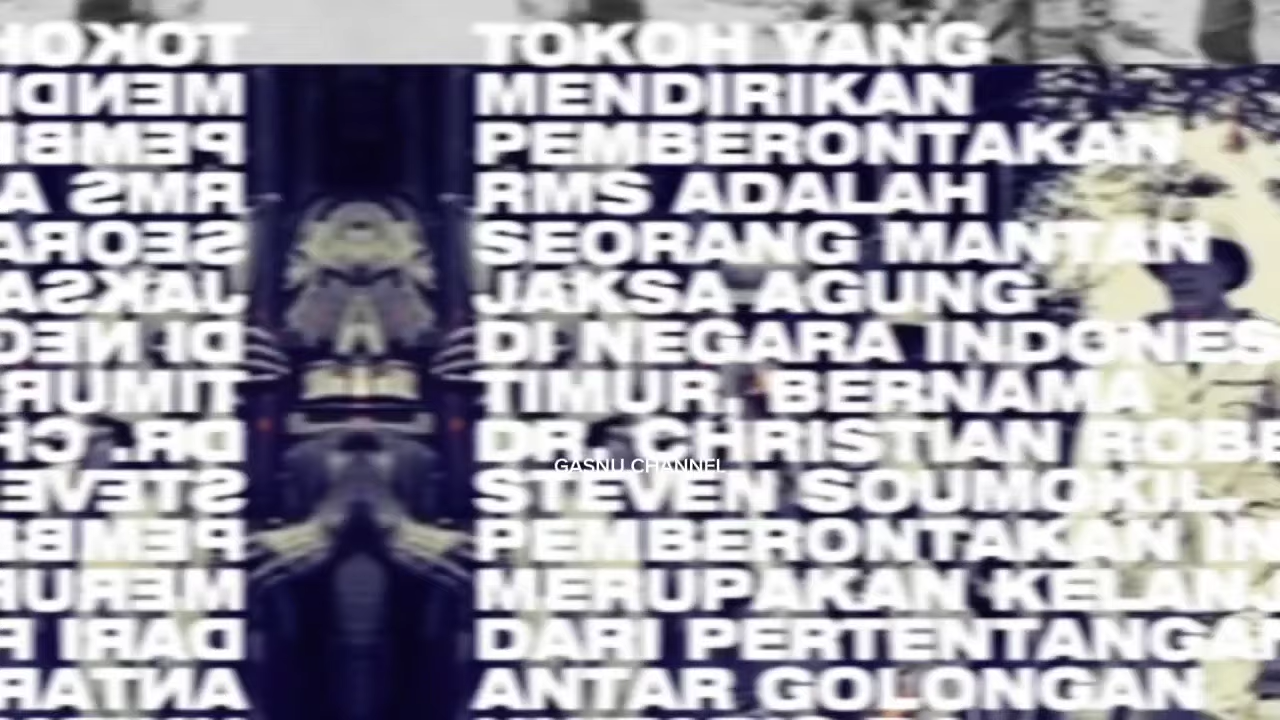 TOKOH YANG
MENDIRIKAN
PEMBERONTAKAN
RMS ADALAH
SEORANG MANTAN
JAKSA AGUNG
DI NEGARA INDONES
TIMUR, BERNAMA
DR. CHRISTIAN ROBE
GASNU CHANNEL
STEVEN SOUMOKIL.
PEMBERONTAKAN IN
MERUPAKAN KELANJ
DARI PERTENTANGAN
ANTAR GOLONGAN